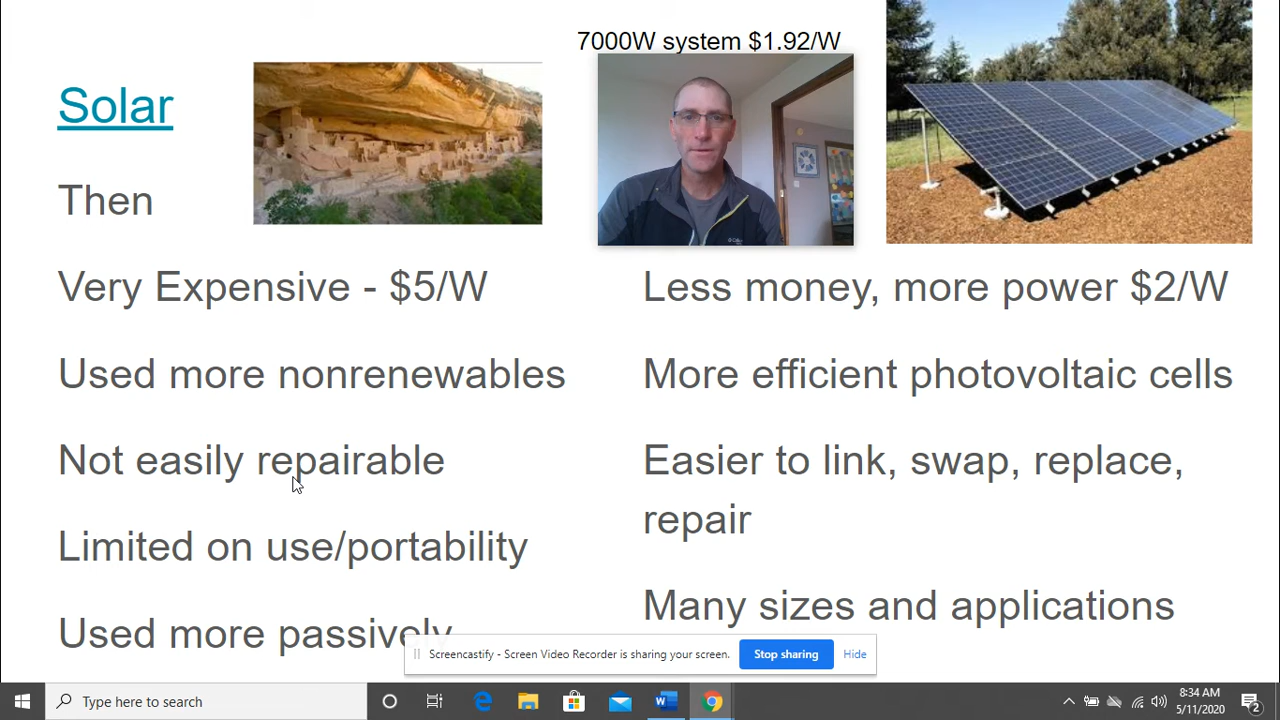 7000W system $1.92/W
Solar
Then
Very Expensive - $5/W
Used more nonrenewables
Not easily repairable
Limited on use/portability
Used more passively
Less money, more power $2/W
More efficient photovoltaic cells
Easier to link, swap, replace,
repair
Many sizes and applications
Screencastify - Screen Video Recorder is sharing your screen.
Stop sharing
Hide
Type here to search
8:34 AM
5/11/2020
2